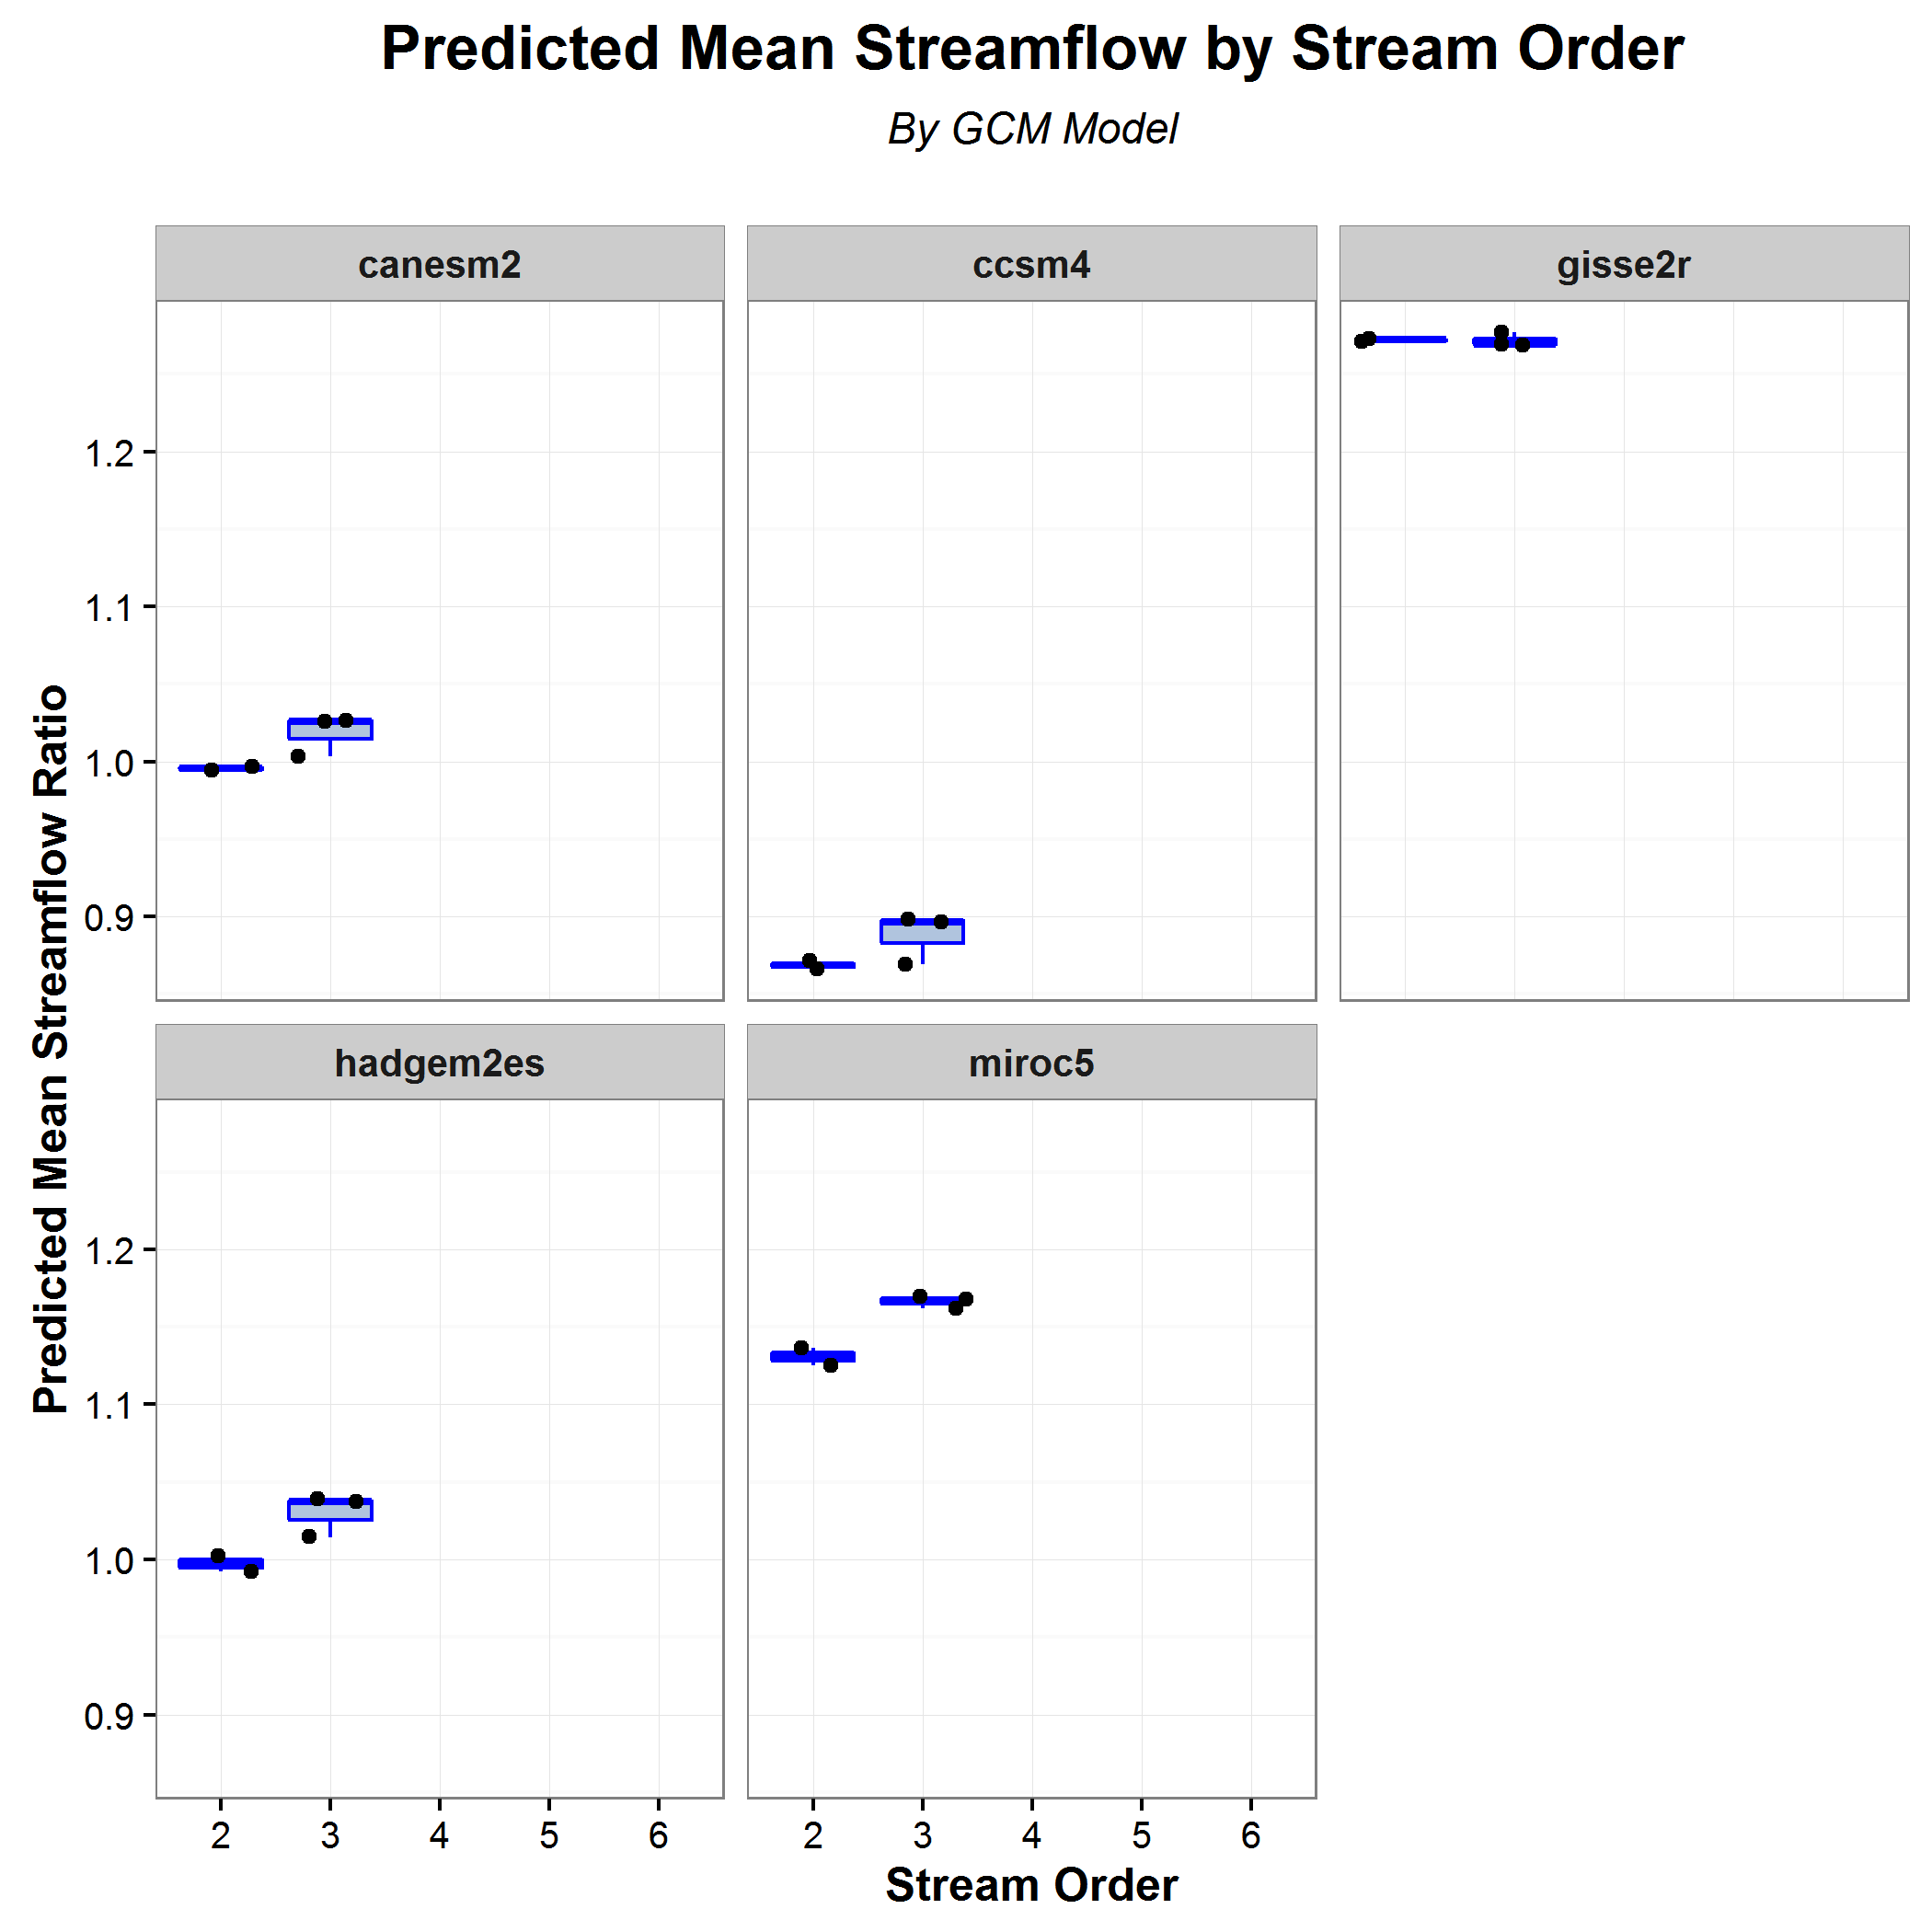 Predicted Mean Streamflow by Stream Order
By GCM Model
canesm2
ccsm4
gisse2r
1.2
1.1
1.0
0.9
Predicted Mean Streamflow Ratio
hadgem2es
miroc5
1.2
1.1
1.0
0.9
2 3 4 5 6
2 3 4 5 6
Stream Order